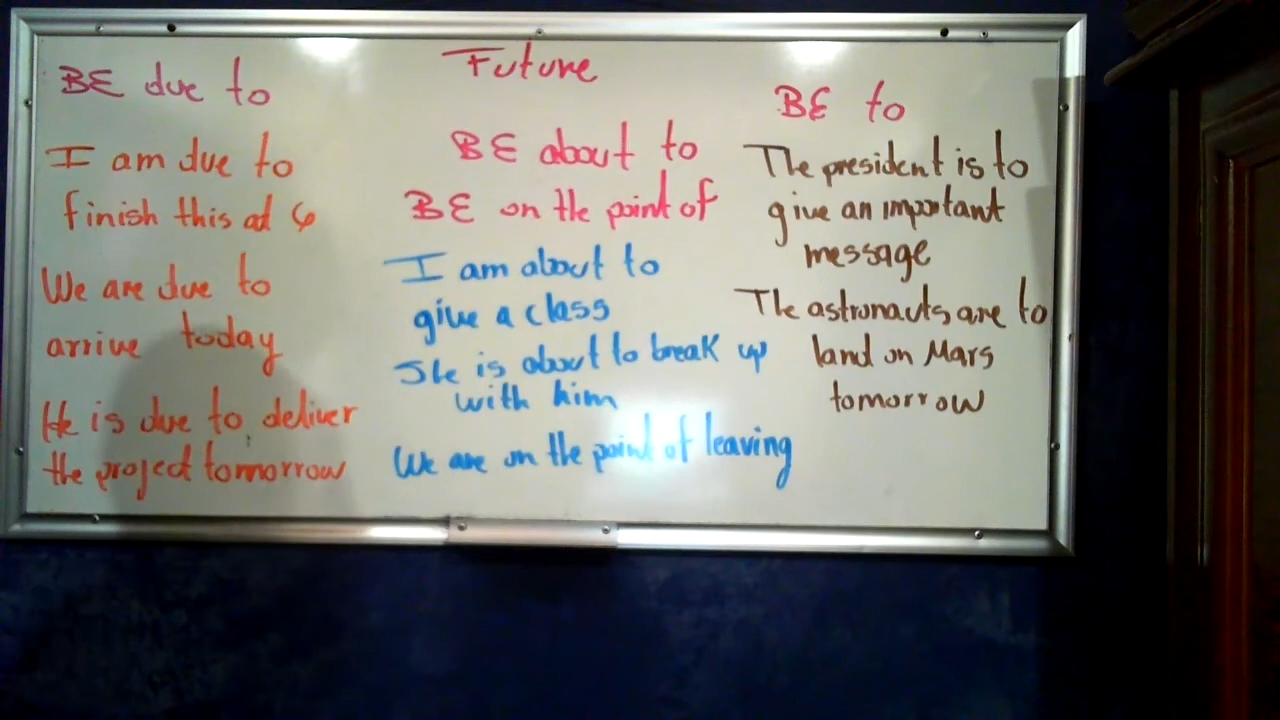 Future
BE due to
I am due to
finish this ad 6
We are due to
arrive today
He is due to deliver
the project tomorrow
BE about to
BE on the point of
I am about to
give a class
She is about to break up
with him
We are on the point of leaving
BE to
The president is to
give an important
message
The astronauts are to
land on Mars
tomorrow